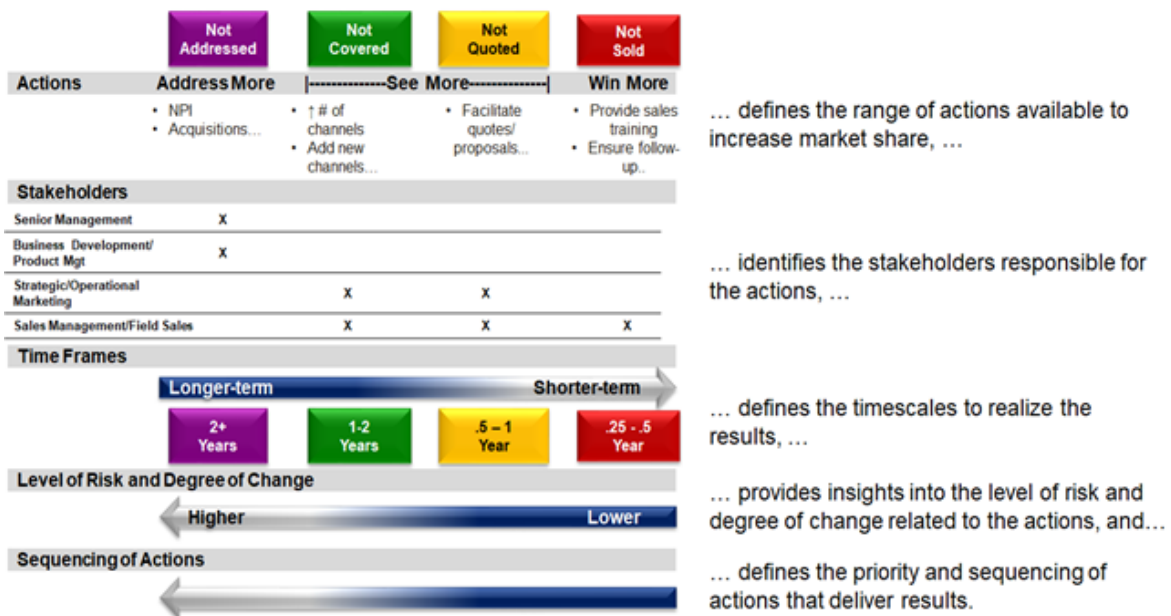 Not Addressed
Not Covered
Not Quoted
Not Sold
Actions
Address More
|--------------See More--------------|
Win More
• NPI
• Acquisitions…
• ↑ # of
channels
• Add new
channels…
• Facilitate
quotes/
proposals…
• Provide sales
training
• Ensure follow-
up..
… defines the range of actions available to
increase market share, …
Stakeholders
Senior Management X
Business Development/
Product Mgt X
Strategic/Operational
Marketing X X
Sales Management/Field Sales X X X
… identifies the stakeholders responsible for
the actions, …
Time Frames
Longer-term Shorter-term
2+
Years
1-2
Years
.5 – 1
Year
.25 - .5
Year
… defines the timescales to realize the
results, …
Level of Risk and Degree of Change
Higher Lower
… provides insights into the level of risk and
degree of change related to the actions, and…
Sequencing of Actions
… defines the priority and sequencing of
actions that deliver results.